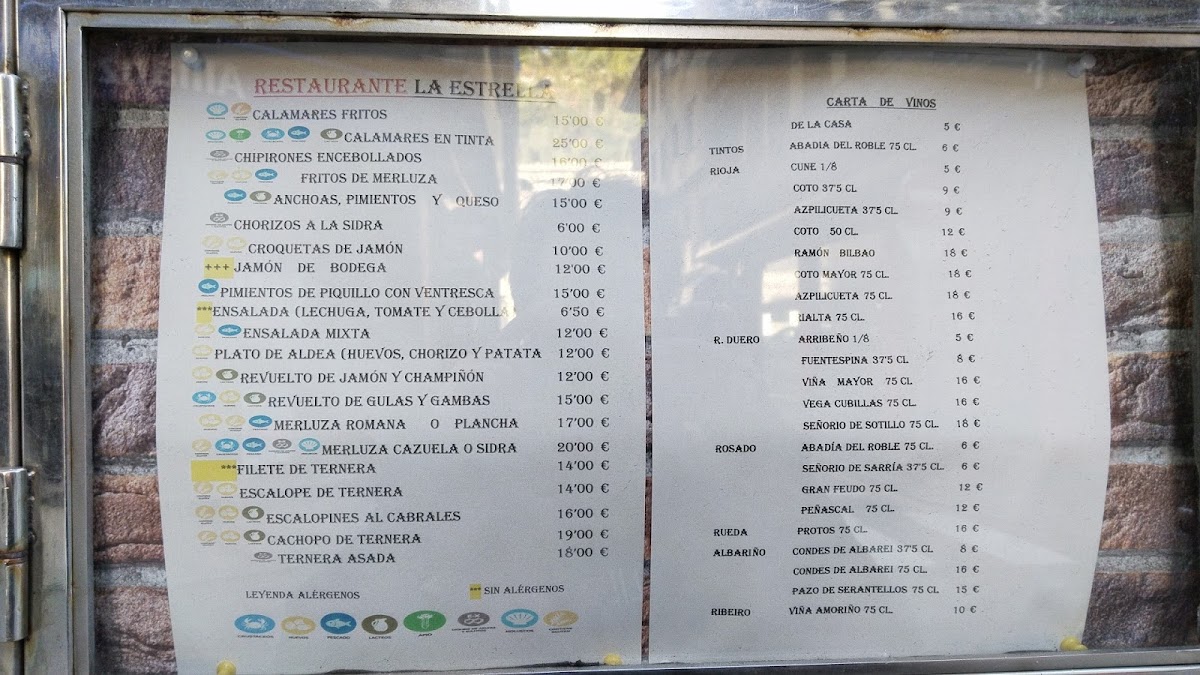 RESTAURANTE LA ESTRELLA
CALAMARES FRITOS 15'00 €
CALAMARES EN TINTA 25'00 €
CHIPIRONES ENCEBOLLADOS 16'00 €
FRITOS DE MERLUZA 17'00 €
ANCHOAS, PIMIENTOS Y QUESO 15'00 €
CHORIZOS A LA SIDRA 6'00 €
CROQUETAS DE JAMÓN 10'00 €
+++ JAMÓN DE BODEGA 12'00 €
PIMIENTOS DE PIQUILLO CON VENTRESCA 15'00 €
***ENSALADA (LECHUGA, TOMATE Y CEBOLLA 6'50 €
ENSALADA MIXTA 12'00 €
PLATO DE ALDEA (HUEVOS, CHORIZO Y PATATA 12'00 €
REVUELTO DE JAMÓN Y CHAMPIÑÓN 12'00 €
REVUELTO DE GULAS Y GAMBAS 15'00 €
MERLUZA ROMANA O PLANCHA 17'00 €
MERLUZA CAZUELA O SIDRA 20'00 €
***FILETE DE TERNERA 14'00 €
ESCALOPE DE TERNERA 14'00 €
ESCALOPINES AL CABRALES 16'00 €
CACHOPO DE TERNERA 19'00 €
TERNERA ASADA 18'00 €
LEYENDA ALÉRGENOS *** SIN ALÉRGENOS
CRUSTÁCEOS HUEVOS PESCADO LÁCTEOS APIO MOLUSCOS
CARTA DE VINOS
DE LA CASA 5 €
TINTOS ABADIA DEL ROBLE 75 CL. 6 €
RIOJA CUNE 1/8 5 €
COTO 37'5 CL 9 €
AZPILICUETA 37'5 CL. 9 €
COTO 50 CL. 12 €
RAMÓN BILBAO 18 €
COTO MAYOR 75 CL. 18 €
AZPILICUETA 75 CL. 18 €
RIALTA 75 CL. 16 €
R. DUERO ARRIBEÑO 1/8 5 €
FUENTESPINA 37'5 CL 8 €
VIÑA MAYOR 75 CL 16 €
VEGA CUBILLAS 75 CL. 16 €
SEÑORIO DE SOTILLO 75 CL. 18 €
ROSADO ABADÍA DEL ROBLE 75 CL. 6 €
SEÑORIO DE SARRÍA 37'5 CL. 6 €
GRAN FEUDO 75 CL. 12 €
PEÑASCAL 75 CL. 12 €
RUEDA PROTOS 75 CL. 16 €
ALBARIÑO CONDES DE ALBAREI 37'5 CL 8 €
CONDES DE ALBAREI 75 CL. 16 €
PAZO DE SERANTELLOS 75 CL 15 €
RIBEIRO VIÑA AMORIÑO 75 CL. 10 €